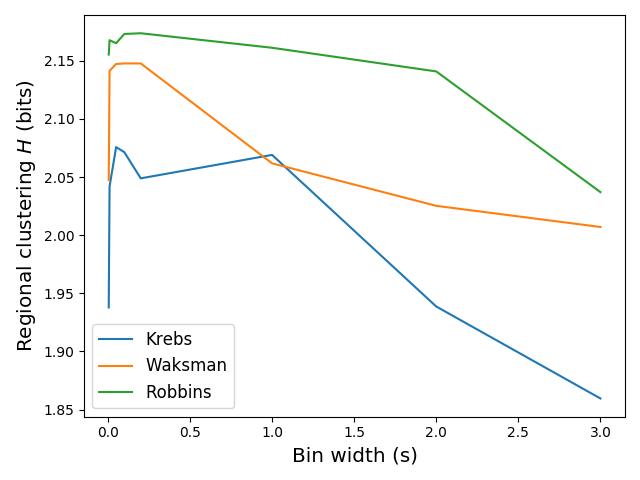 Regional clustering H (bits)
2.15
2.10
2.05
2.00
1.95
1.90
1.85
Krebs
Waksman
Robbins
0.0 0.5 1.0 1.5 2.0 2.5 3.0
Bin width (s)